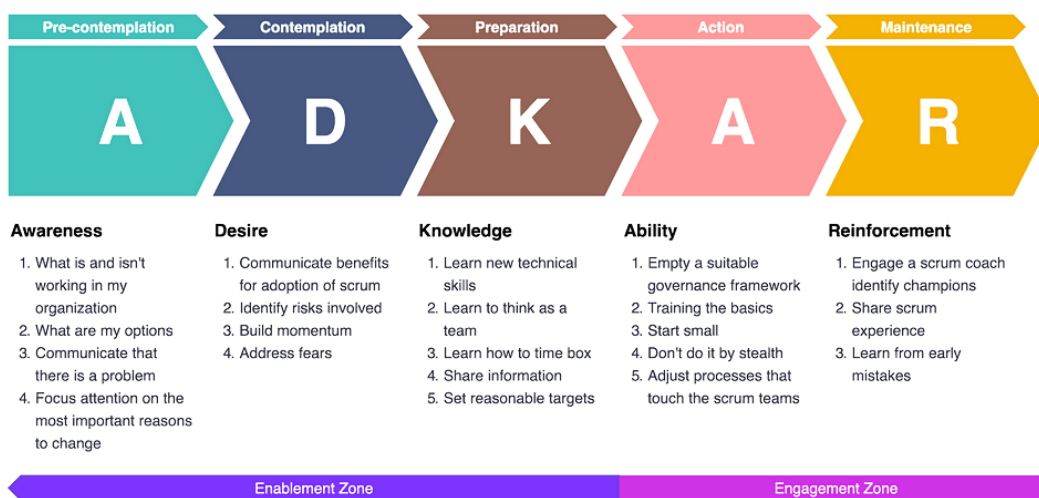 Pre-contemplation
Contemplation
Preparation
Action
Maintenance
A
D
K
A
R
Awareness
1. What is and isn't
working in my
organization
2. What are my options
3. Communicate that
there is a problem
4. Focus attention on the
most important reasons
to change
Desire
1. Communicate benefits
for adoption of scrum
2. Identify risks involved
3. Build momentum
4. Address fears
Knowledge
1. Learn new technical
skills
2. Learn to think as a
team
3. Learn how to time box
4. Share information
5. Set reasonable targets
Ability
1. Empty a suitable
governance framework
2. Training the basics
3. Start small
4. Don't do it by stealth
5. Adjust processes that
touch the scrum teams
Reinforcement
1. Engage a scrum coach
identify champions
2. Share scrum
experience
3. Learn from early
mistakes
Enablement Zone
Engagement Zone